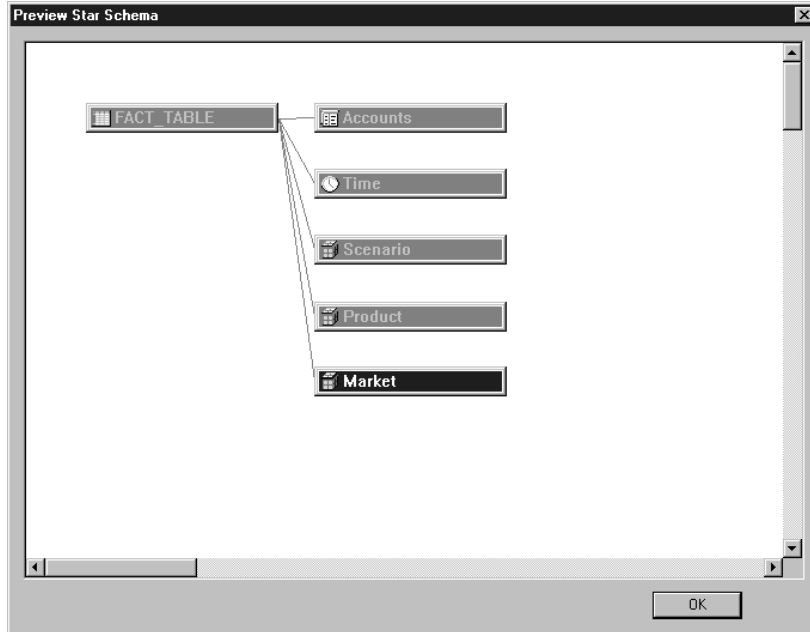 Preview Star Schema
FACT_TABLE
Accounts
Time
Scenario
Product
Market
OK